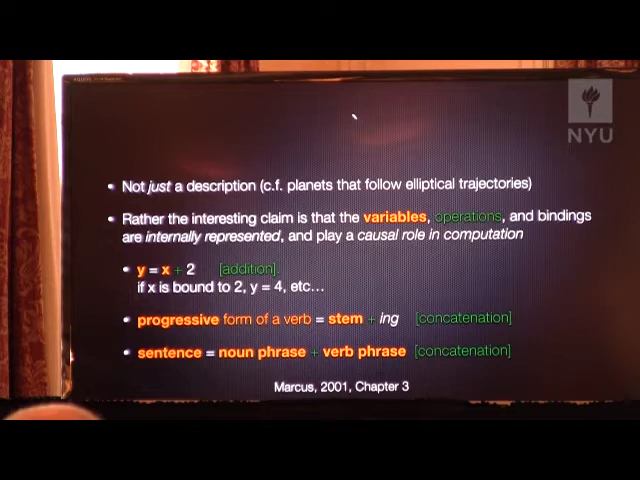 NYU
• Not just a description (c.f. planets that follow elliptical trajectories)
• Rather the interesting claim is that the variables, operations, and bindings
are internally represented, and play a causal role in computation
• y = x + 2 [addition].
if x is bound to 2, y = 4, etc...
• progressive form of a verb = stem + ing [concatenation]
• sentence = noun phrase + verb phrase [concatenation]
Marcus, 2001, Chapter 3